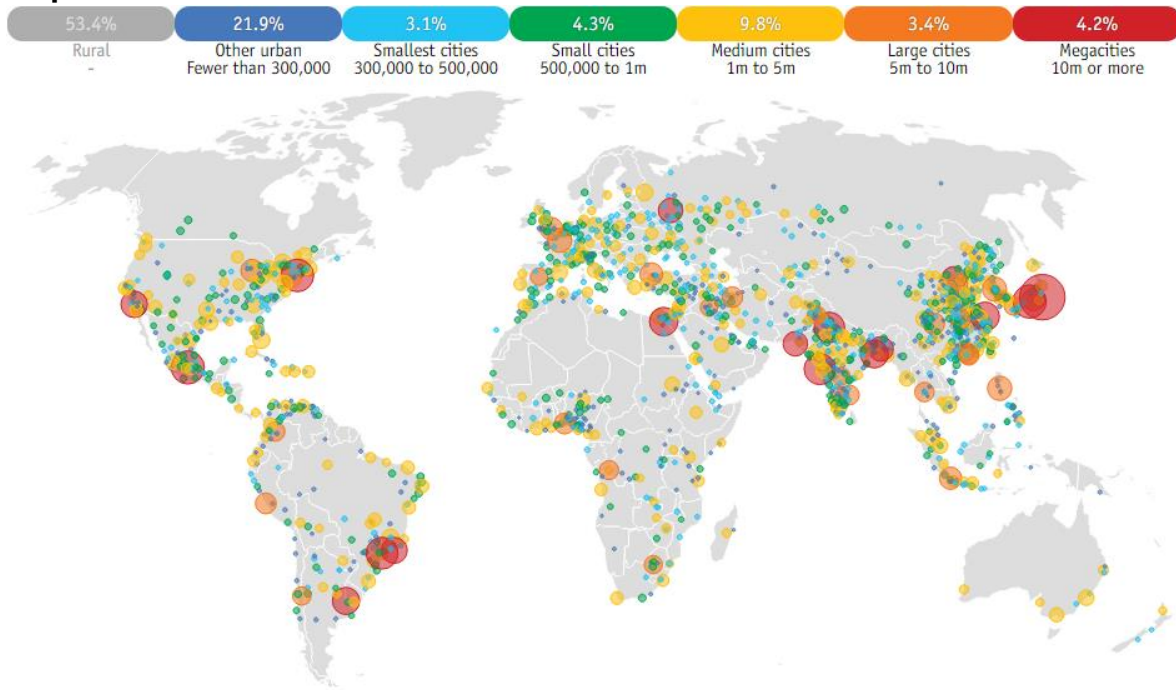 53.4% 21.9% 3.1% 4.3% 9.8% 3.4% 4.2%
Rural Other urban Smallest cities Small cities Medium cities Large cities Megacities
- Fewer than 300,000 300,000 to 500,000 500,000 to 1m 1m to 5m 5m to 10m 10m or more